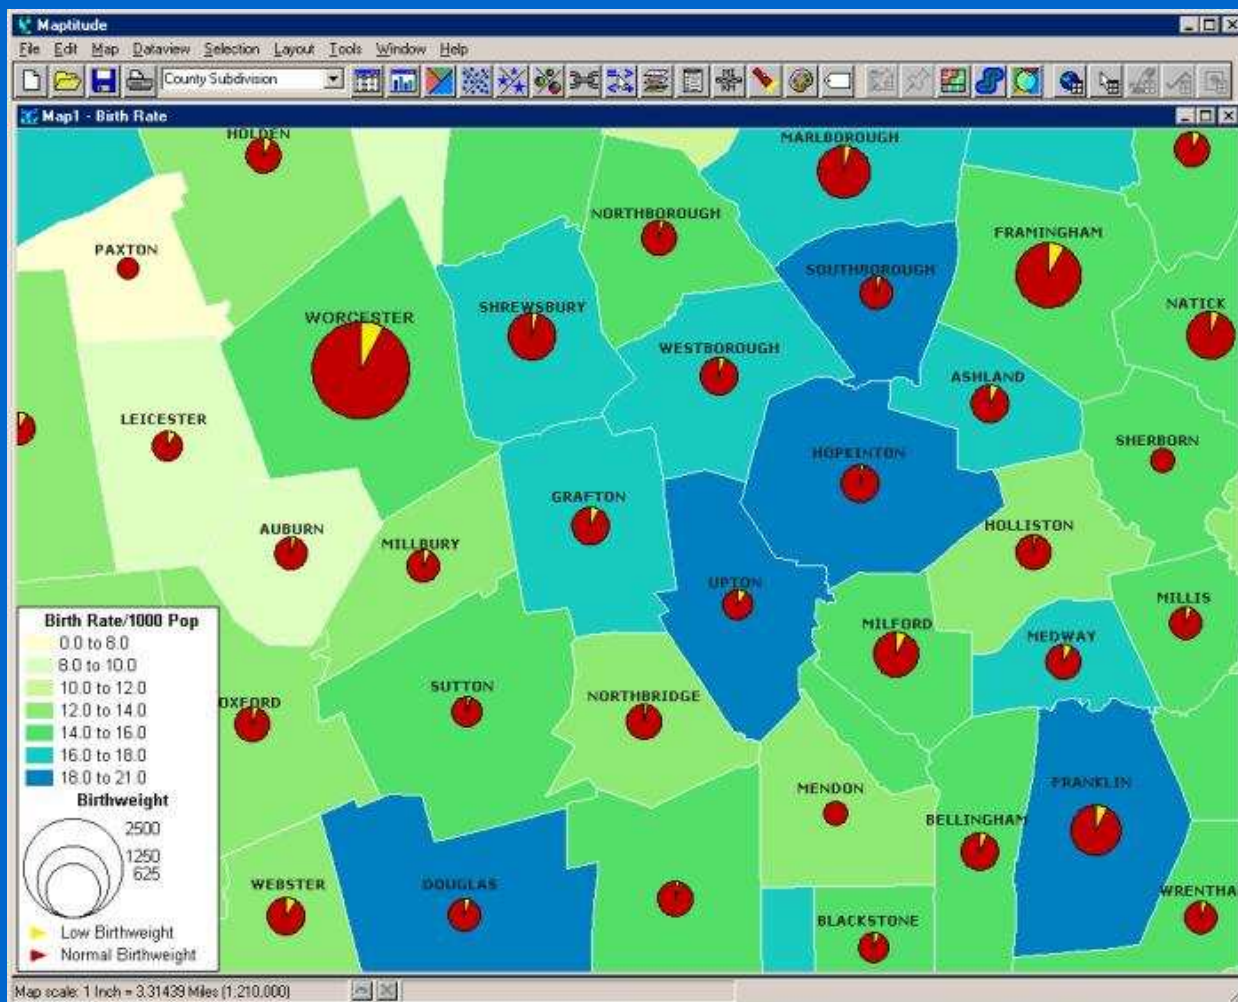 Maptitude
File Edit Map Dataview Selection Layout Tools Window Help
County Subdivision
Map1 - Birth Rate
HOLDEN
MARLBOROUGH
NORTHBOROUGH
FRAMINGHAM
PAXTON
SOUTHBOROUGH
NATICK
WORCESTER
SHREWSBURY
WESTBOROUGH
ASHLAND
LEICESTER
SHERBORN
HOPKINTON
GRAFTON
AUBURN
MILLBURY
HOLLISTON
UPTON
MILLIS
MILFORD
MEDWAY
OXFORD
SUTTON
NORTHBRIDGE
MENDON
FRANKLIN
BELLINGHAM
WEBSTER
DOUGLAS
WRENTHA
BLACKSTONE
Birth Rate/1000 Pop
0.0 to 8.0
8.0 to 10.0
10.0 to 12.0
12.0 to 14.0
14.0 to 16.0
16.0 to 18.0
18.0 to 21.0
Birthweight
2500
1250
625
Low Birthweight
Normal Birthweight
Map scale: 1 Inch = 3.31439 Miles (1:210,000)